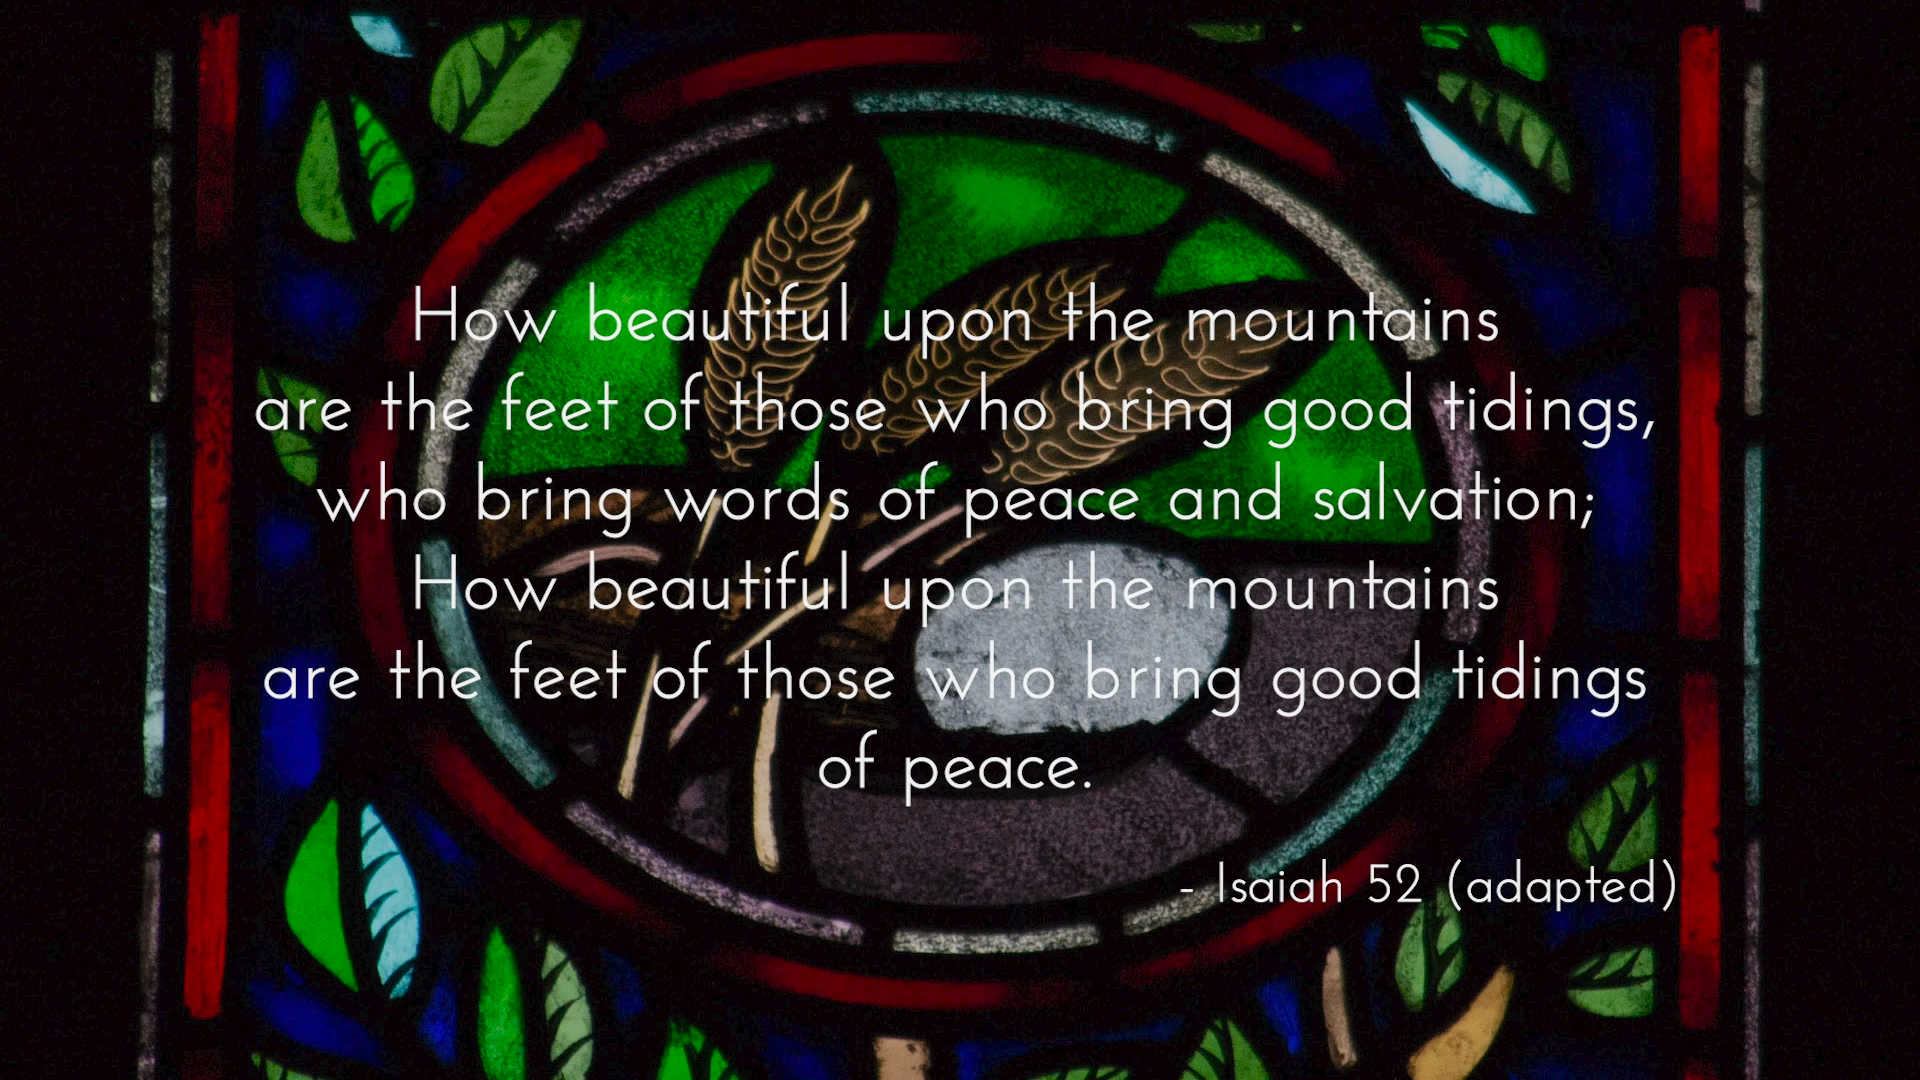 How beautiful upon the mountains
are the feet of those who bring good tidings,
who bring words of peace and salvation;
How beautiful upon the mountains
are the feet of those who bring good tidings
of peace.
- Isaiah 52 (adapted)